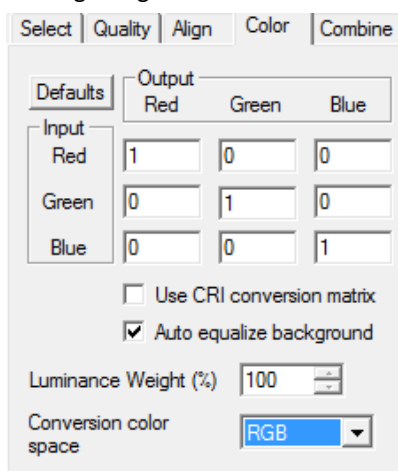 Select Quality Align Color Combine
Output
Defaults Red Green Blue
Input
Red 1 0 0
Green 0 1 0
Blue 0 0 1
Use CRI conversion matrix
Auto equalize background
Luminance Weight (%) 100
Conversion color
space RGB